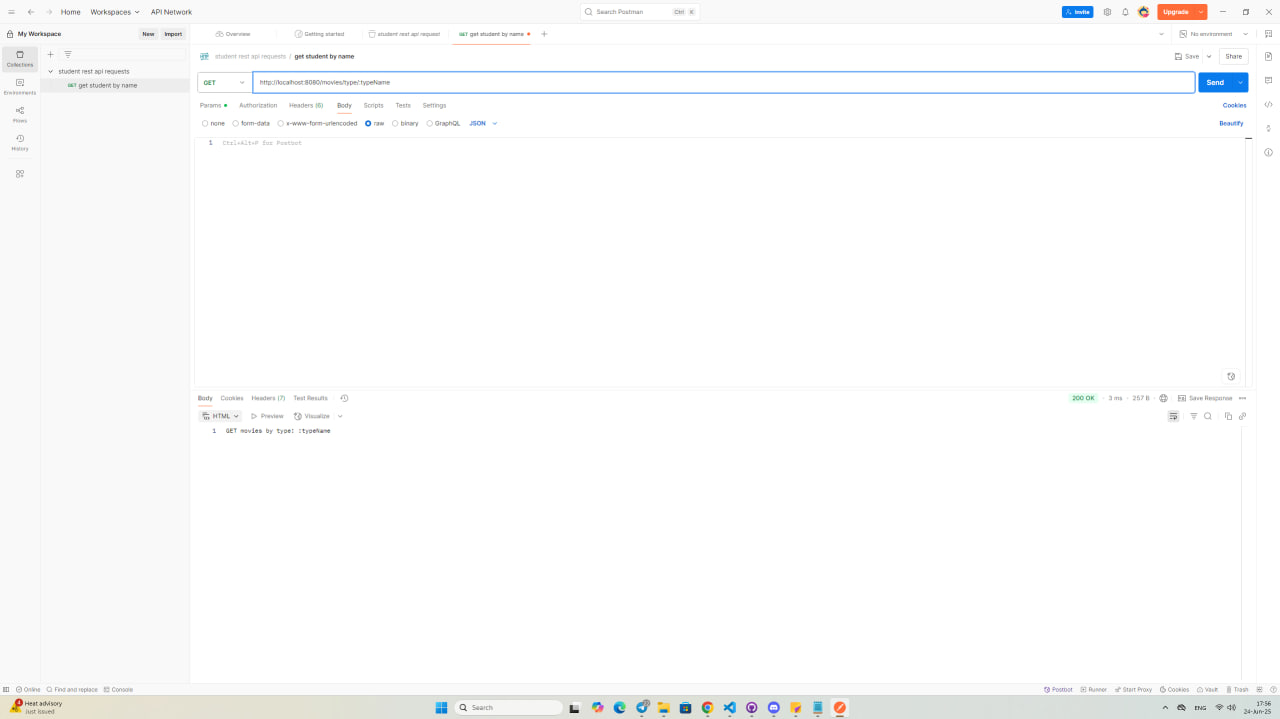 Home Workspaces API Network Search Postman Ctrl K Invite Upgrade
My Workspace New Import Overview Getting started student rest api request GET get student by name No environment
Collections
Environments
Flows
History
student rest api requests
GET get student by name
student rest api requests / get student by name Save Share
GET http://localhost:8080/movies/type/:typeName Send
Params Authorization Headers (6) Body Scripts Tests Settings Cookies
none form-data x-www-form-urlencoded raw binary GraphQL JSON Beautify
1 Ctrl+Alt+P for Postbot
Body Cookies Headers (7) Test Results 200 OK · 3 ms · 257 B Save Response
HTML Preview Visualize
1 GET movies by type: :typeName
Online Find and replace Console Postbot Runner Start Proxy Cookies Vault Trash
4 Heat advisory
Just issued
Search
ENG
17:56
24-Jun-25